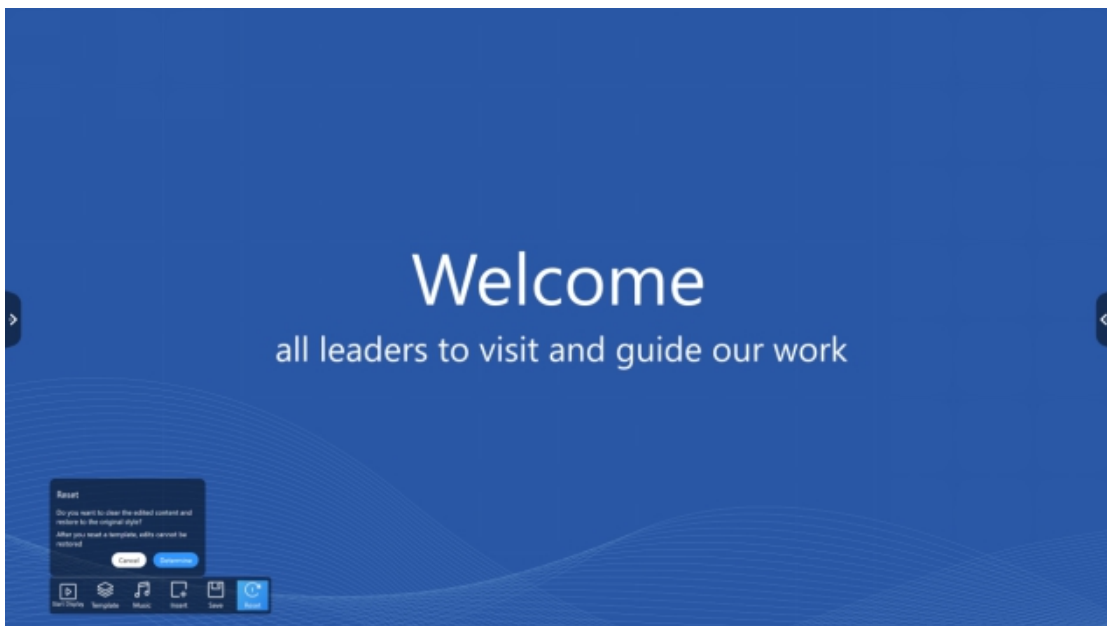 Welcome
all leaders to visit and guide our work
Reset
Do you want to clear the edited content and
restore to the original style?
After you reset a template, edits cannot be
restored
Cancel
Determine
Start Display
Template
Music
Insert
Save
Reset